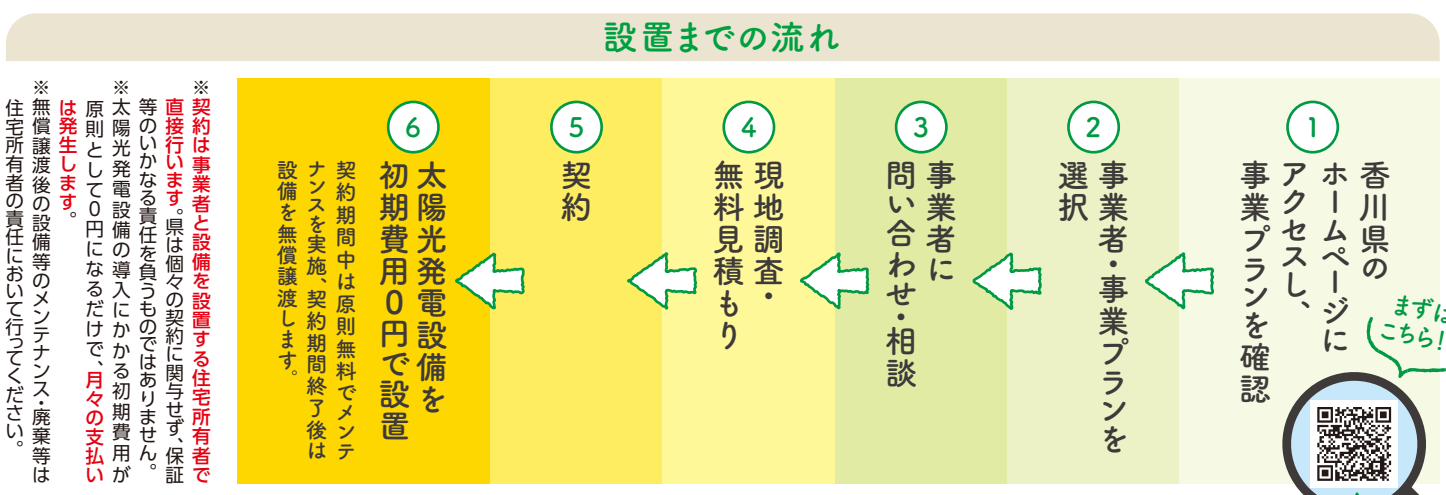 設置までの流れ
1
香川県の
ホームページに
アクセスし、
事業プランを確認
まずは
こちら!
2
事業者・事業プランを
選択
3
事業者に
問い合わせ・相談
4
現地調査・
無料見積もり
5
契約
6
太陽光発電設備を
初期費用0円で設置
契約期間中は原則無料でメンテ
ナンスを実施、契約期間終了後は
設備を無償譲渡します。
※契約は事業者と設備を設置する住宅所有者で
直接行います。県は個々の契約に関与せず、保証
等のいかなる責任を負うものではありません。
※太陽光発電設備の導入にかかる初期費用が
原則として0円になるだけで、月々の支払い
は発生します。
※無償譲渡後の設備等のメンテナンス・廃棄等は
住宅所有者の責任において行ってください。